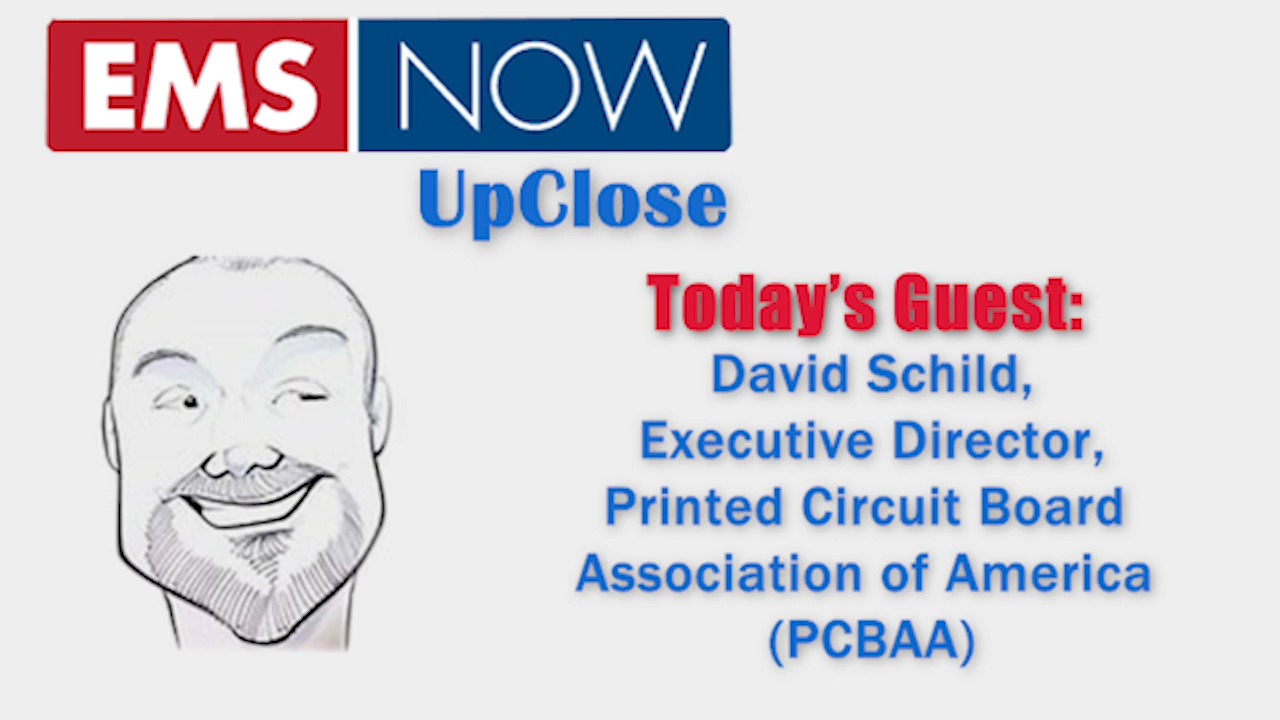 EMS NOW
UpClose
Today's Guest:
David Schild,
Executive Director,
Printed Circuit Board
Association of America
(PCBAA)